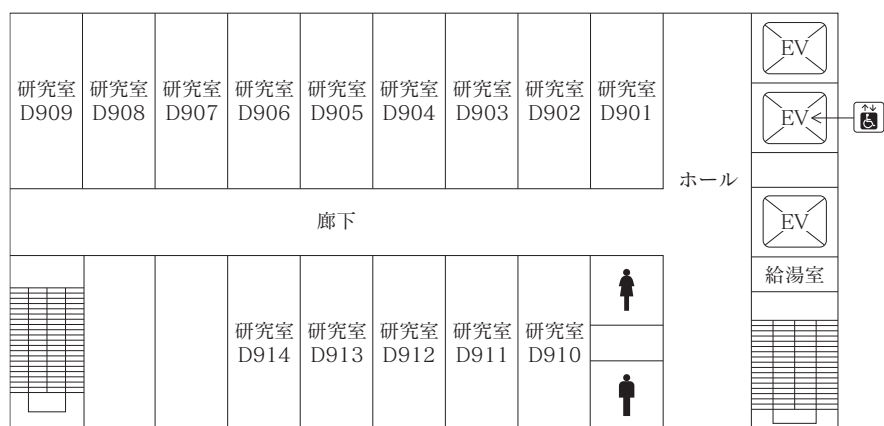 研究室
D909
研究室
D908
研究室
D907
研究室
D906
研究室
D905
研究室
D904
研究室
D903
研究室
D902
研究室
D901
EV
EV
ホール
廊下
EV
給湯室
研究室
D914
研究室
D913
研究室
D912
研究室
D911
研究室
D910